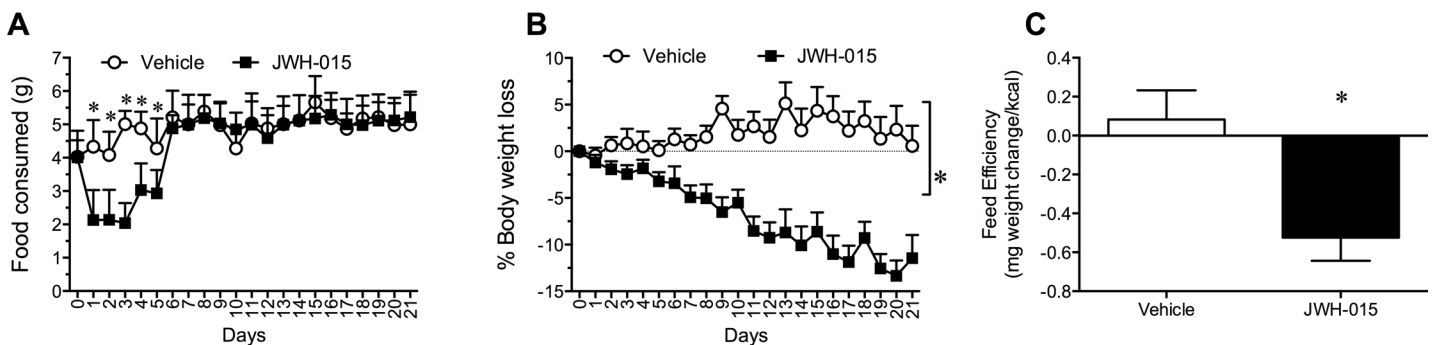 A
Vehicle JWH-015
Food consumed (g)
7
6
5
4
3
2
1
0
* * * * *
0 1 2 3 4 5 6 7 8 9 10 11 12 13 14 15 16 17 18 19 20 21
Days
B
Vehicle JWH-015
% Body weight loss
10
5
0
-5
-10
-15
*
0 1 2 3 4 5 6 7 8 9 10 11 12 13 14 15 16 17 18 19 20 21
Days
C
Feed Efficiency
(mg weight change/kcal)
0.4
0.2
0.0
-0.2
-0.4
-0.6
-0.8
*
Vehicle JWH-015